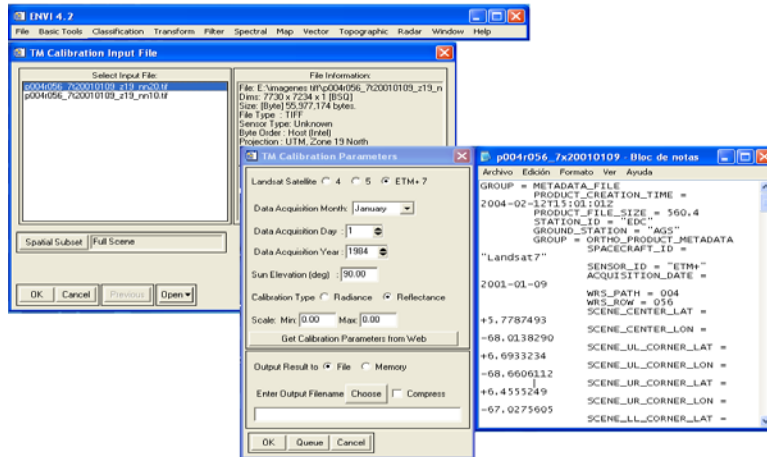 ENVI 4.2
File Basic Tools Classification Transform Filter Spectral Map Vector Topographic Radar Window Help
TM Calibration Input File
Select Input File:
p004r056_7t20010109_z19_nn20.tif
p004r056_7t20010109_z19_nn10.tif
File Information:
File: E:\imagenes tiff\p004r056_7t20010109_z19_n
Dims: 7730 x 7234 x 1 [BSQ]
Size: [Byte] 55,977,174 bytes.
File Type : TIFF
Sensor Type: Unknown
Byte Order : Host (Intel)
Projection : UTM, Zone 19 North
Spatial Subset Full Scene
OK Cancel Previous Open
TM Calibration Parameters
Landsat Satellite 4 5 ETM+ 7
Data Acquisition Month: January
Data Acquisition Day : 1
Data Acquisition Year : 1984
Sun Elevation (deg) : 90.00
Calibration Type Radiance Reflectance
Scale: Min: 0.00 Max: 0.00
Get Calibration Parameters from Web
Output Result to File Memory
Enter Output Filename Choose Compress
OK Queue Cancel
p004r056_7x20010109 - Bloc de notas
Archivo Edición Formato Ver Ayuda
GROUP = METADATA_FILE
PRODUCT_CREATION_TIME =
2004-02-12T15:01:01Z
PRODUCT_FILE_SIZE = 560.4
STATION_ID = "EDC"
GROUND_STATION = "AGS"
GROUP = ORTHO_PRODUCT_METADATA
SPACECRAFT_ID =
"Landsat7"
SENSOR_ID = "ETM+"
ACQUISITION_DATE =
2001-01-09
WRS_PATH = 004
WRS_ROW = 056
SCENE_CENTER_LAT =
+5.7787493
SCENE_CENTER_LON =
-68.0138290
SCENE_UL_CORNER_LAT =
+6.6933234
SCENE_UL_CORNER_LON =
-68.6606112
SCENE_UR_CORNER_LAT =
+6.4555249
SCENE_UR_CORNER_LON =
-67.0275605
SCENE_LL_CORNER_LAT =